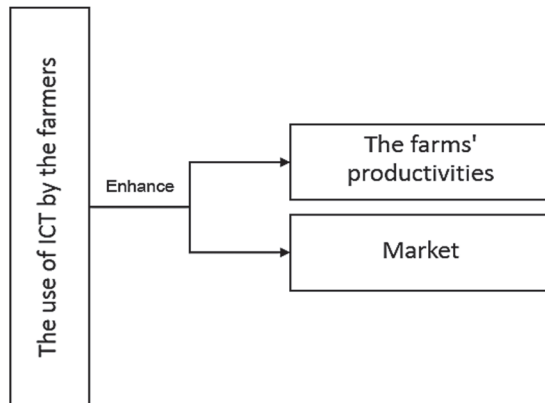 The use of ICT by the farmers
Enhance
The farms'
productivities
Market